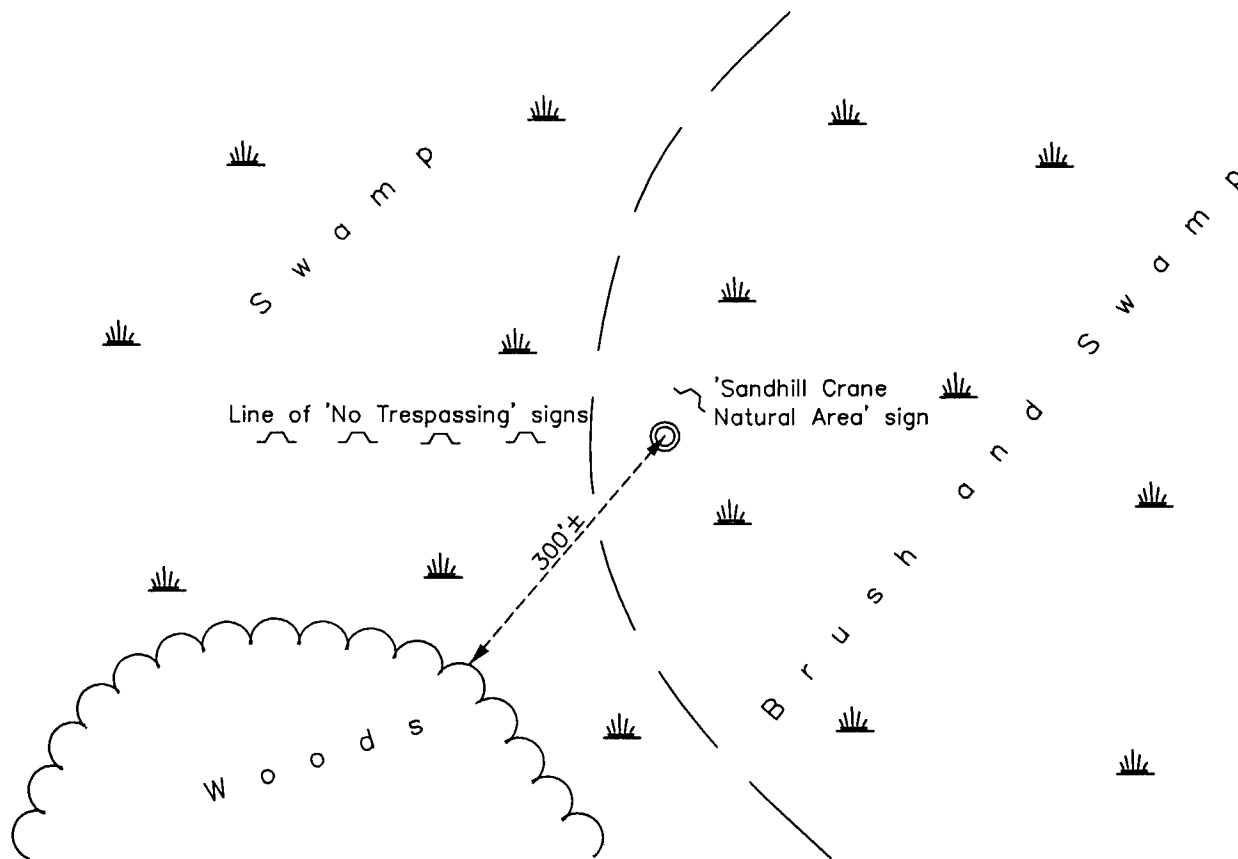 Swamp
Brush and Swamp
'Sandhill Crane
Natural Area' sign
Line of 'No Trespassing' signs
300'±
Woods